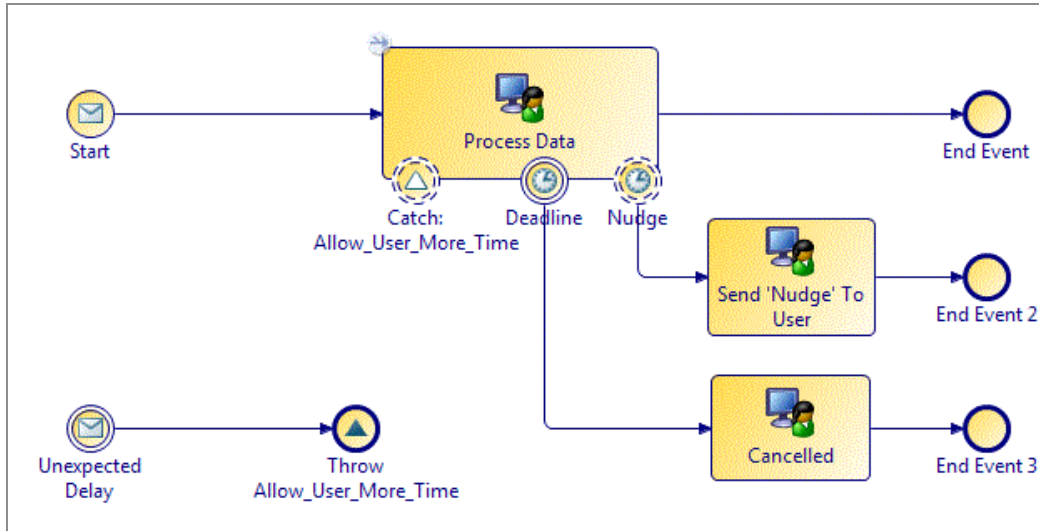 Process Data
Start
End Event
Catch:
Allow_User_More_Time
Deadline
Nudge
Send 'Nudge' To
User
End Event 2
Cancelled
Unexpected
Delay
Throw
Allow_User_More_Time
End Event 3